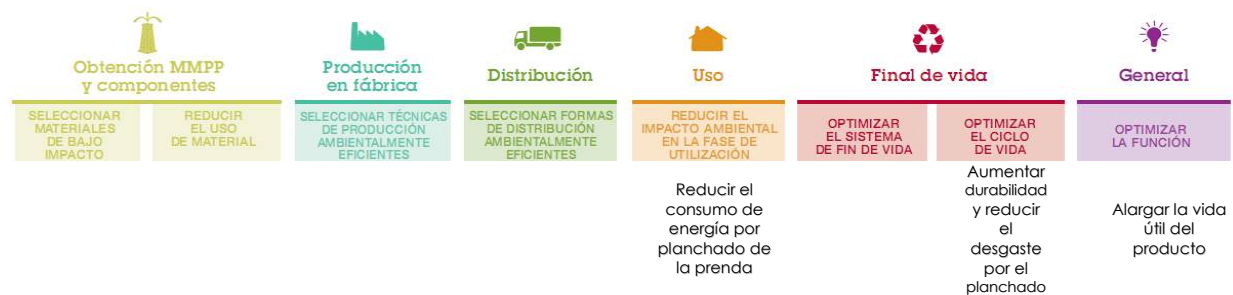 Obtención MMPP
y componentes
Producción
en fábrica
Distribución
Uso
Final de vida
General
SELECCIONAR
MATERIALES
DE BAJO
IMPACTO
REDUCIR
EL USO
DE MATERIAL
SELECCIONAR TÉCNICAS
DE PRODUCCIÓN
AMBIENTALMENTE
EFICIENTES
SELECCIONAR FORMAS
DE DISTRIBUCIÓN
AMBIENTALMENTE
EFICIENTES
REDUCIR EL
IMPACTO AMBIENTAL
EN LA FASE DE
UTILIZACIÓN
OPTIMIZAR
EL SISTEMA
DE FIN DE VIDA
OPTIMIZAR
EL CICLO
DE VIDA
OPTIMIZAR
LA FUNCIÓN
Reducir el
consumo de
energía por
planchado de
la prenda
Aumentar
durabilidad
y reducir
el
desgaste
por el
planchado
Alargar la vida
útil del
producto